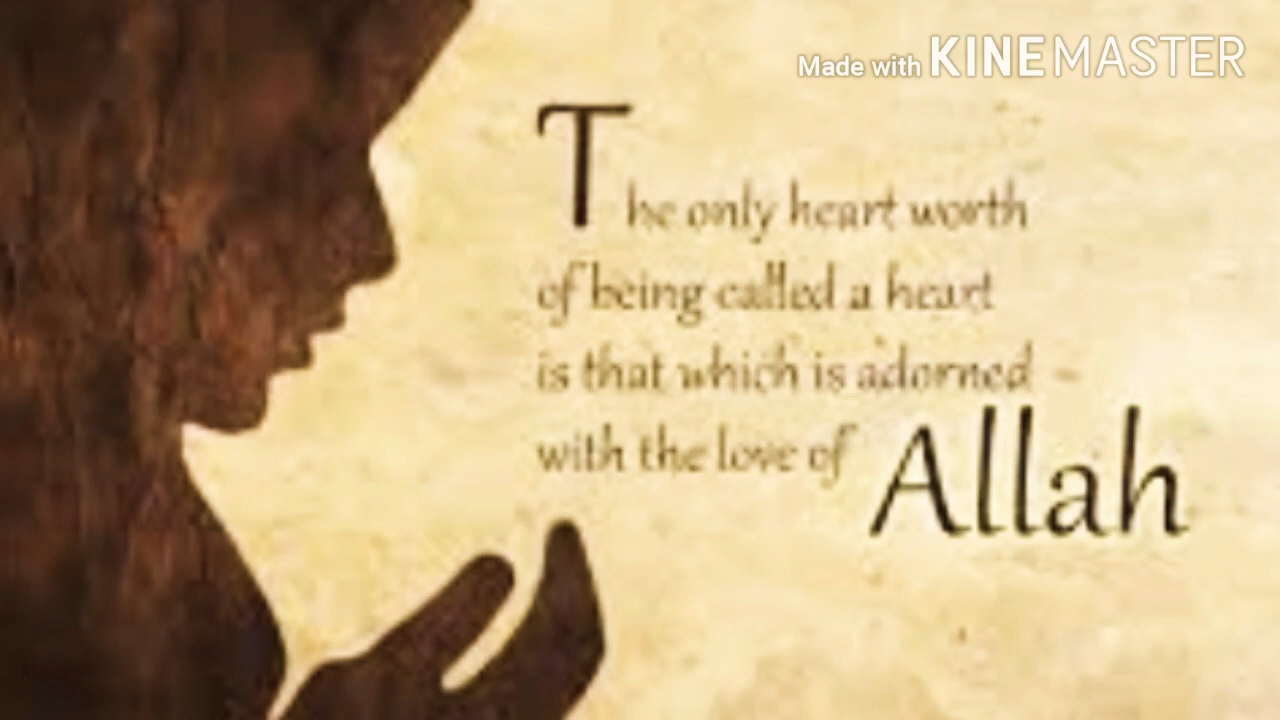 Made with KINEMASTER
The only heart worth
of being called a heart
is that which is adorned
with the love of Allah